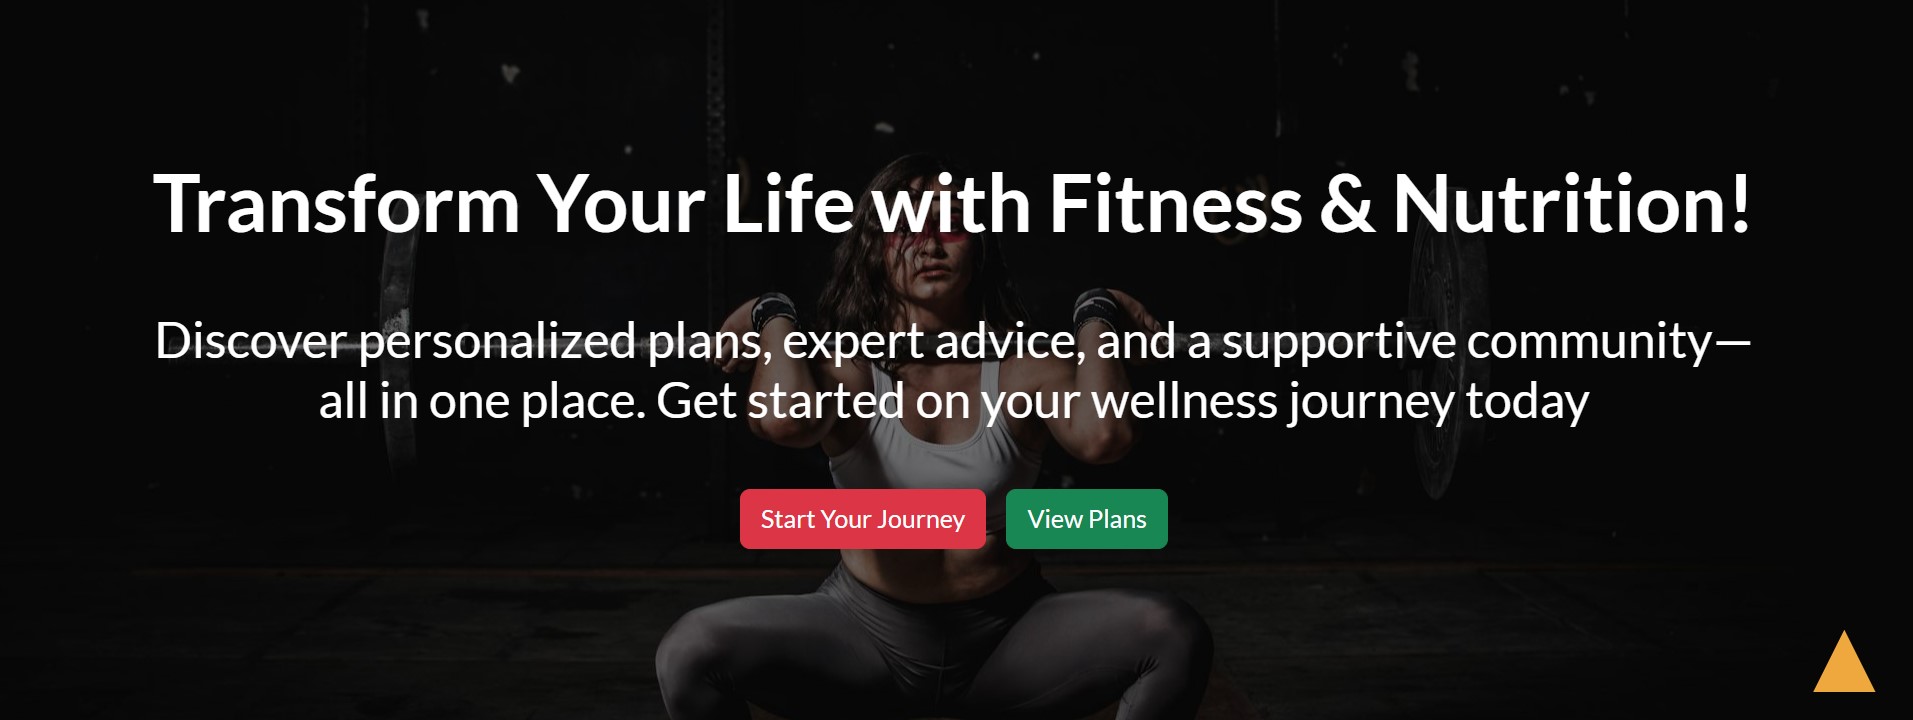 Transform Your Life with Fitness & Nutrition!
Discover personalized plans, expert advice, and a supportive community—
all in one place. Get started on your wellness journey today
Start Your Journey
View Plans